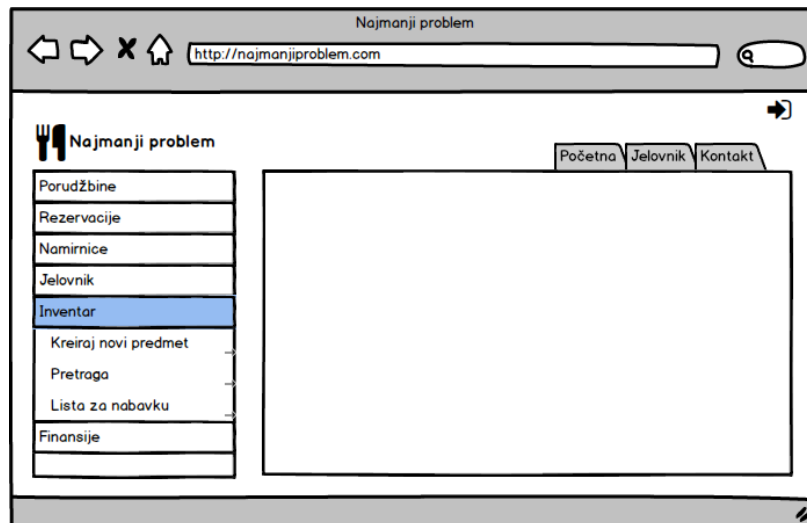 Najmanji problem
http://najmanjiproblem.com
Najmanji problem
Početna Jelovnik Kontakt
Porudžbine
Rezervacije
Namirnice
Jelovnik
Inventar
Kreiraj novi predmet
Pretraga
Lista za nabavku
Finansije